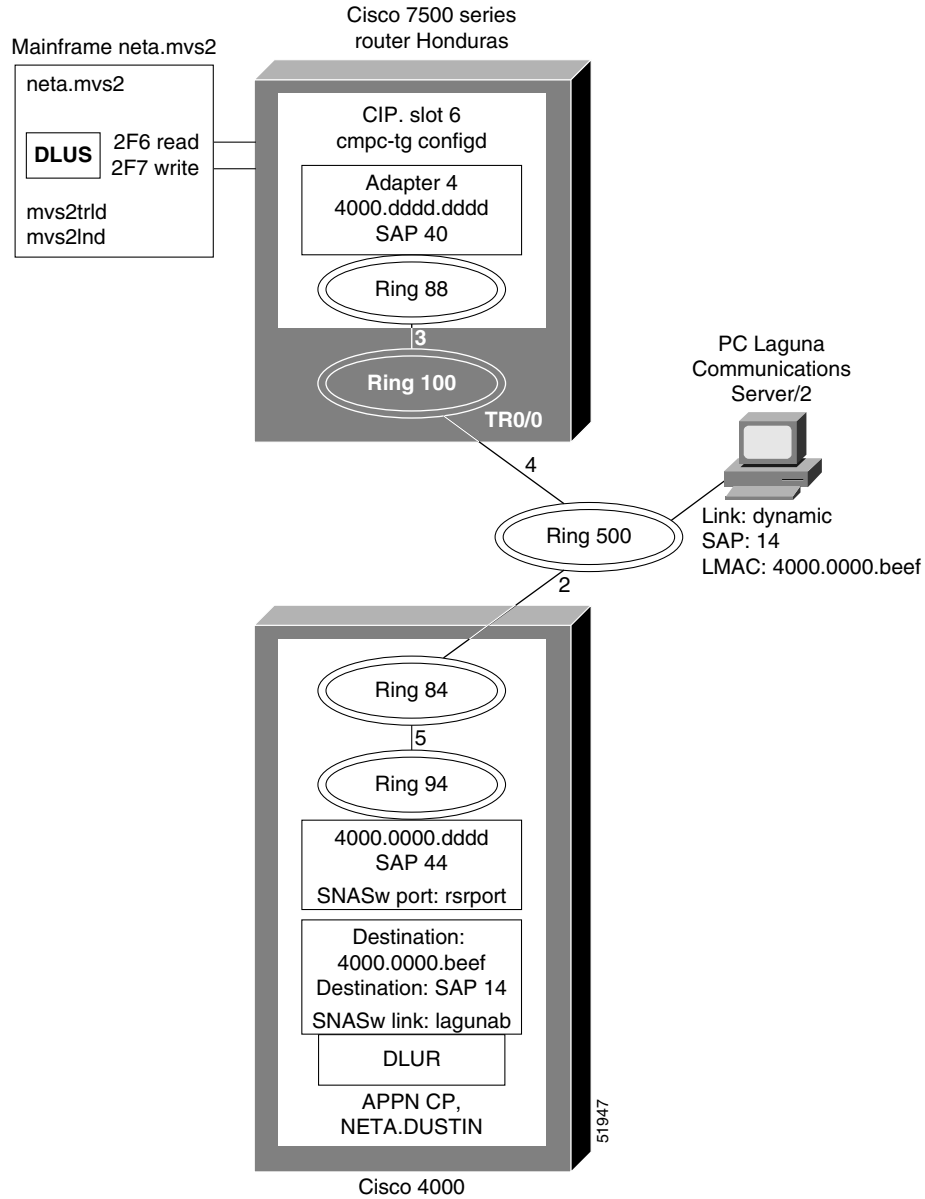 Cisco 7500 series
router Honduras
Mainframe neta.mvs2
neta.mvs2
DLUS
2F6 read
2F7 write
mvs2trld
mvs2lnd
CIP. slot 6
cmpc-tg configd
Adapter 4
4000.dddd.dddd
SAP 40
Ring 88
3
Ring 100
TR0/0
4
PC Laguna
Communications
Server/2
Ring 500
Link: dynamic
SAP: 14
LMAC: 4000.0000.beef
2
Ring 84
5
Ring 94
4000.0000.dddd
SAP 44
SNASw port: rsrport
Destination:
4000.0000.beef
Destination: SAP 14
SNASw link: lagunab
DLUR
APPN CP,
NETA.DUSTIN
51947
Cisco 4000